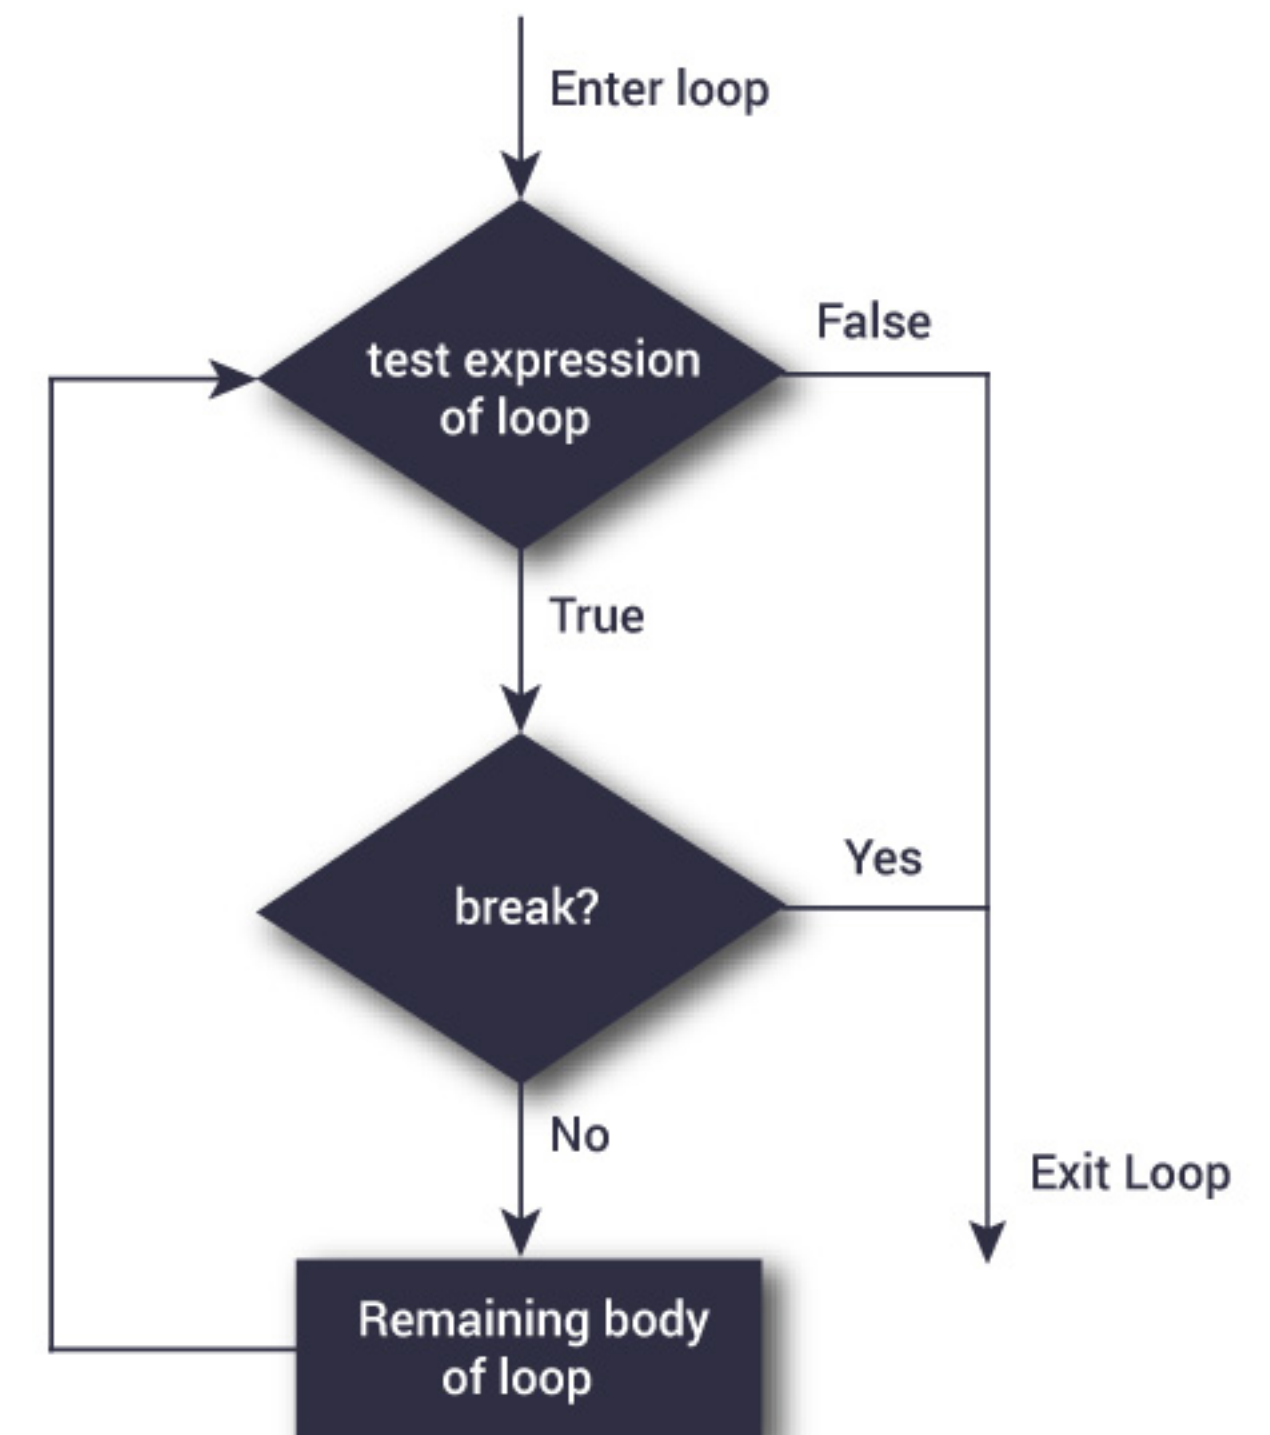 Enter loop
False
test expression
of loop
True
Yes
break?
No
Exit Loop
Remaining body
of loop